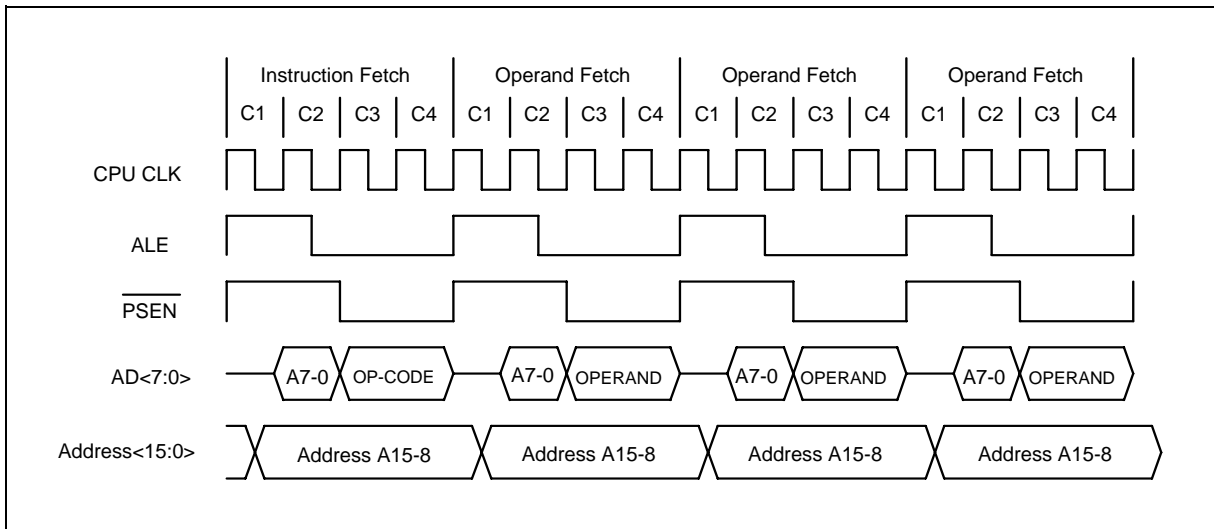 Instruction Fetch Operand Fetch Operand Fetch Operand Fetch
C1 C2 C3 C4 C1 C2 C3 C4 C1 C2 C3 C4 C1 C2 C3 C4
CPU CLK
ALE
PSEN
AD<7:0> A7-0 OP-CODE A7-0 OPERAND A7-0 OPERAND A7-0 OPERAND
Address<15:0> Address A15-8 Address A15-8 Address A15-8 Address A15-8